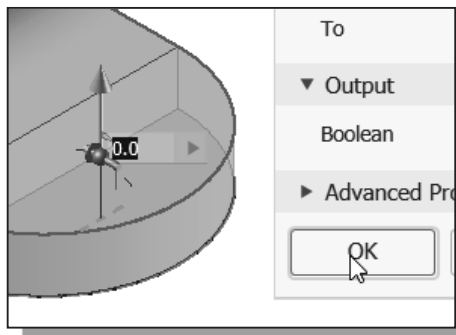 To
▼ Output
0.0
Boolean
► Advanced Pro
OK